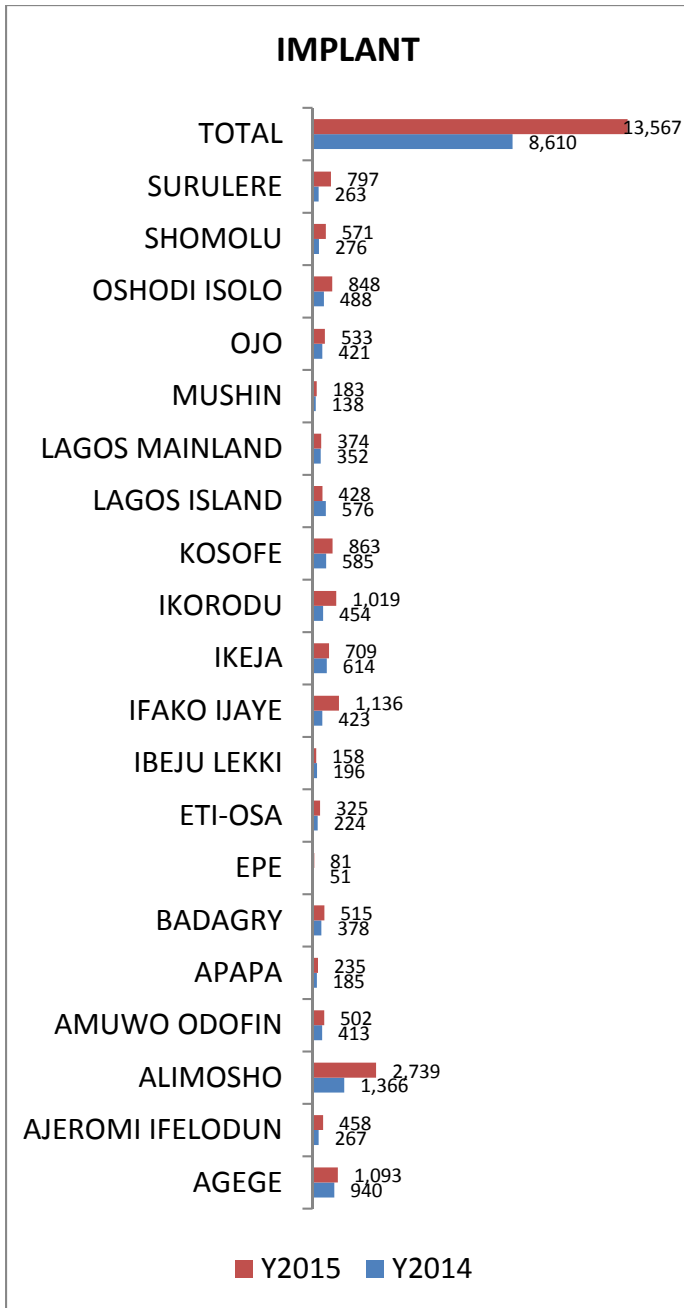 IMPLANT
TOTAL 13,567
8,610
SURULERE 797
263
SHOMOLU 571
276
OSHODI ISOLO 848
488
OJO 533
421
MUSHIN 183
138
LAGOS MAINLAND 374
352
LAGOS ISLAND 428
576
KOSOFE 863
585
IKORODU 1,019
454
IKEJA 709
614
IFAKO IJAYE 1,136
423
IBEJU LEKKI 158
196
ETI-OSA 325
224
EPE 81
51
BADAGRY 515
378
APAPA 235
185
AMUWO ODOFIN 502
413
ALIMOSHO 2,739
1,366
AJEROMI IFELODUN 458
267
AGEGE 1,093
940
Y2015 Y2014